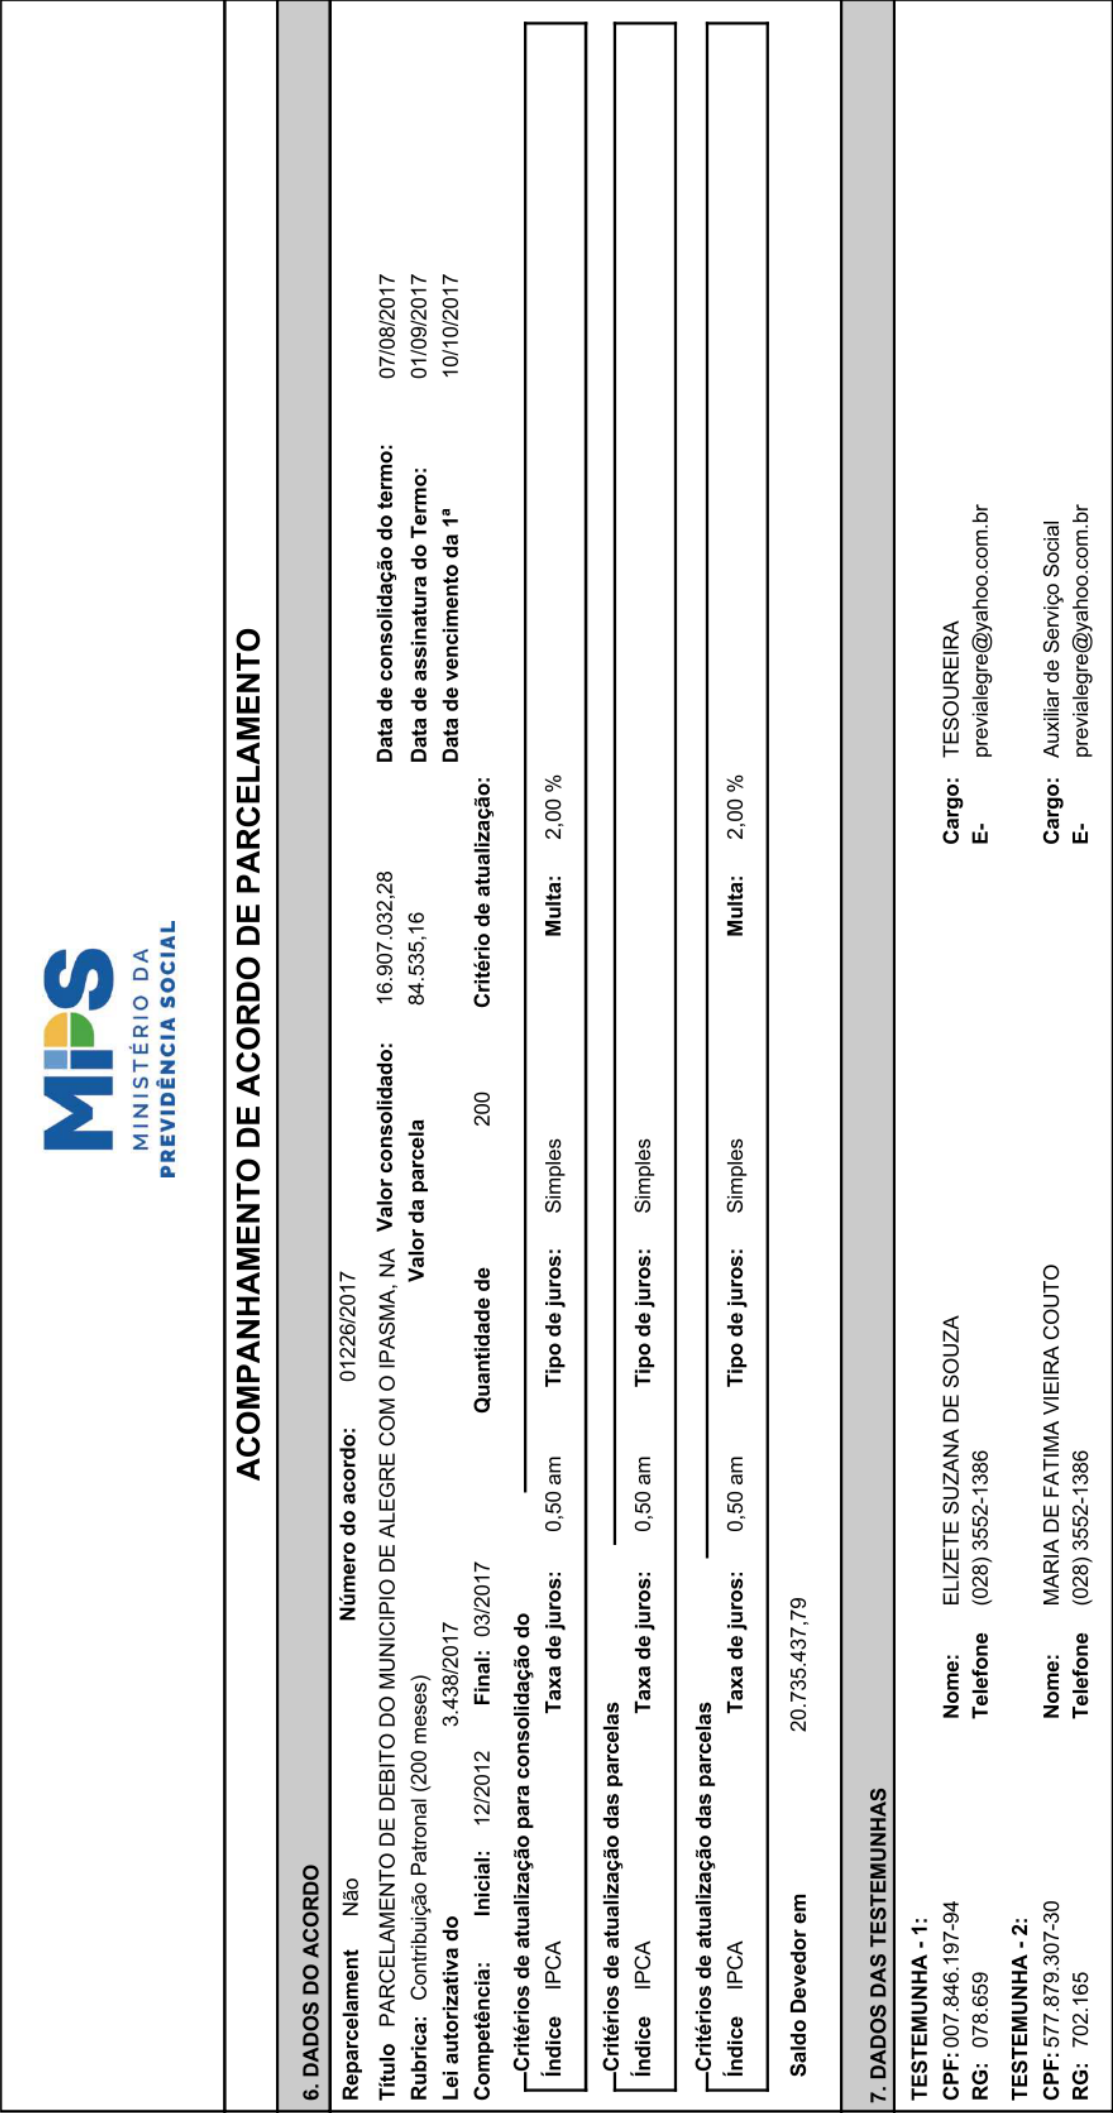 MPS
MINISTÉRIO DA
PREVIDÊNCIA SOCIAL
ACOMPANHAMENTO DE ACORDO DE PARCELAMENTO
6. DADOS DO ACORDO
Reparcelament Não Número do acordo: 01226/2017
Título PARCELAMENTO DE DEBITO DO MUNICIPIO DE ALEGRE COM O IPASMA, NA Valor consolidado: 16.907.032,28 Data de consolidação do termo: 07/08/2017
Rubrica: Contribuição Patronal (200 meses) Valor da parcela 84.535,16 Data de assinatura do Termo: 01/09/2017
Lei autorizativa do 3.438/2017 Data de vencimento da 1ª 10/10/2017
Competência: Inicial: 12/2012 Final: 03/2017 Quantidade de 200 Critério de atualização:
Critérios de atualização para consolidação do
Índice IPCA Taxa de juros: 0,50 am Tipo de juros: Simples Multa: 2,00 %
Critérios de atualização das parcelas
Índice IPCA Taxa de juros: 0,50 am Tipo de juros: Simples
Critérios de atualização das parcelas
Índice IPCA Taxa de juros: 0,50 am Tipo de juros: Simples Multa: 2,00 %
Saldo Devedor em 20.735.437,79
7. DADOS DAS TESTEMUNHAS
TESTEMUNHA - 1:
CPF: 007.846.197-94 Nome: ELIZETE SUZANA DE SOUZA Cargo: TESOUREIRA
RG: 078.659 Telefone (028) 3552-1386 E- previalegre@yahoo.com.br
TESTEMUNHA - 2:
CPF: 577.879.307-30 Nome: MARIA DE FATIMA VIEIRA COUTO Cargo: Auxiliar de Serviço Social
RG: 702.165 Telefone (028) 3552-1386 E- previalegre@yahoo.com.br